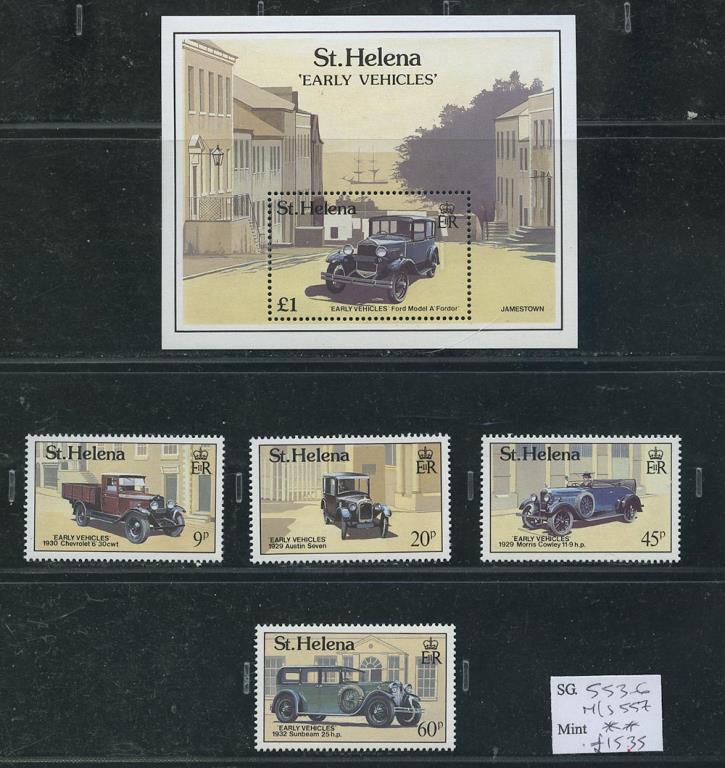 St. Helena
'EARLY VEHICLES'
St. Helena
ER
£1
'EARLY VEHICLES' Ford Model A 'Fordor'
JAMESTOWN
St. Helena
ER
'EARLY VEHICLES'
1930 Chevrolet 6 30cwt
9p
St. Helena
ER
'EARLY VEHICLES'
1929 Austin Seven
20p
St. Helena
ER
'EARLY VEHICLES'
1929 Morris Cowley 11·9 h.p.
45p
St. Helena
ER
'EARLY VEHICLES'
1932 Sunbeam 25 h.p.
60p
SG. 553-6
M/S 557
Mint **
£15.35